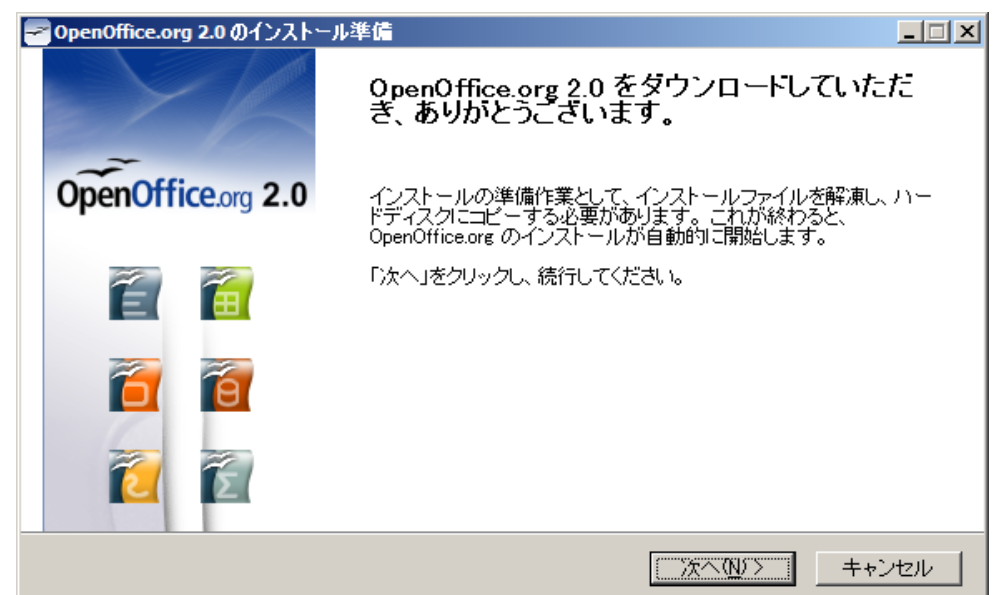 OpenOffice.org 2.0 のインストール準備
OpenOffice.org 2.0 をダウンロードしていただ
き、ありがとうございます。
OpenOffice.org 2.0
インストールの準備作業として、インストールファイルを解凍し、ハー
ドディスクにコピーする必要があります。これが終わると、
OpenOffice.org のインストールが自動的に開始します。
「次へ」をクリックし、続行してください。
次へ(N) >
キャンセル